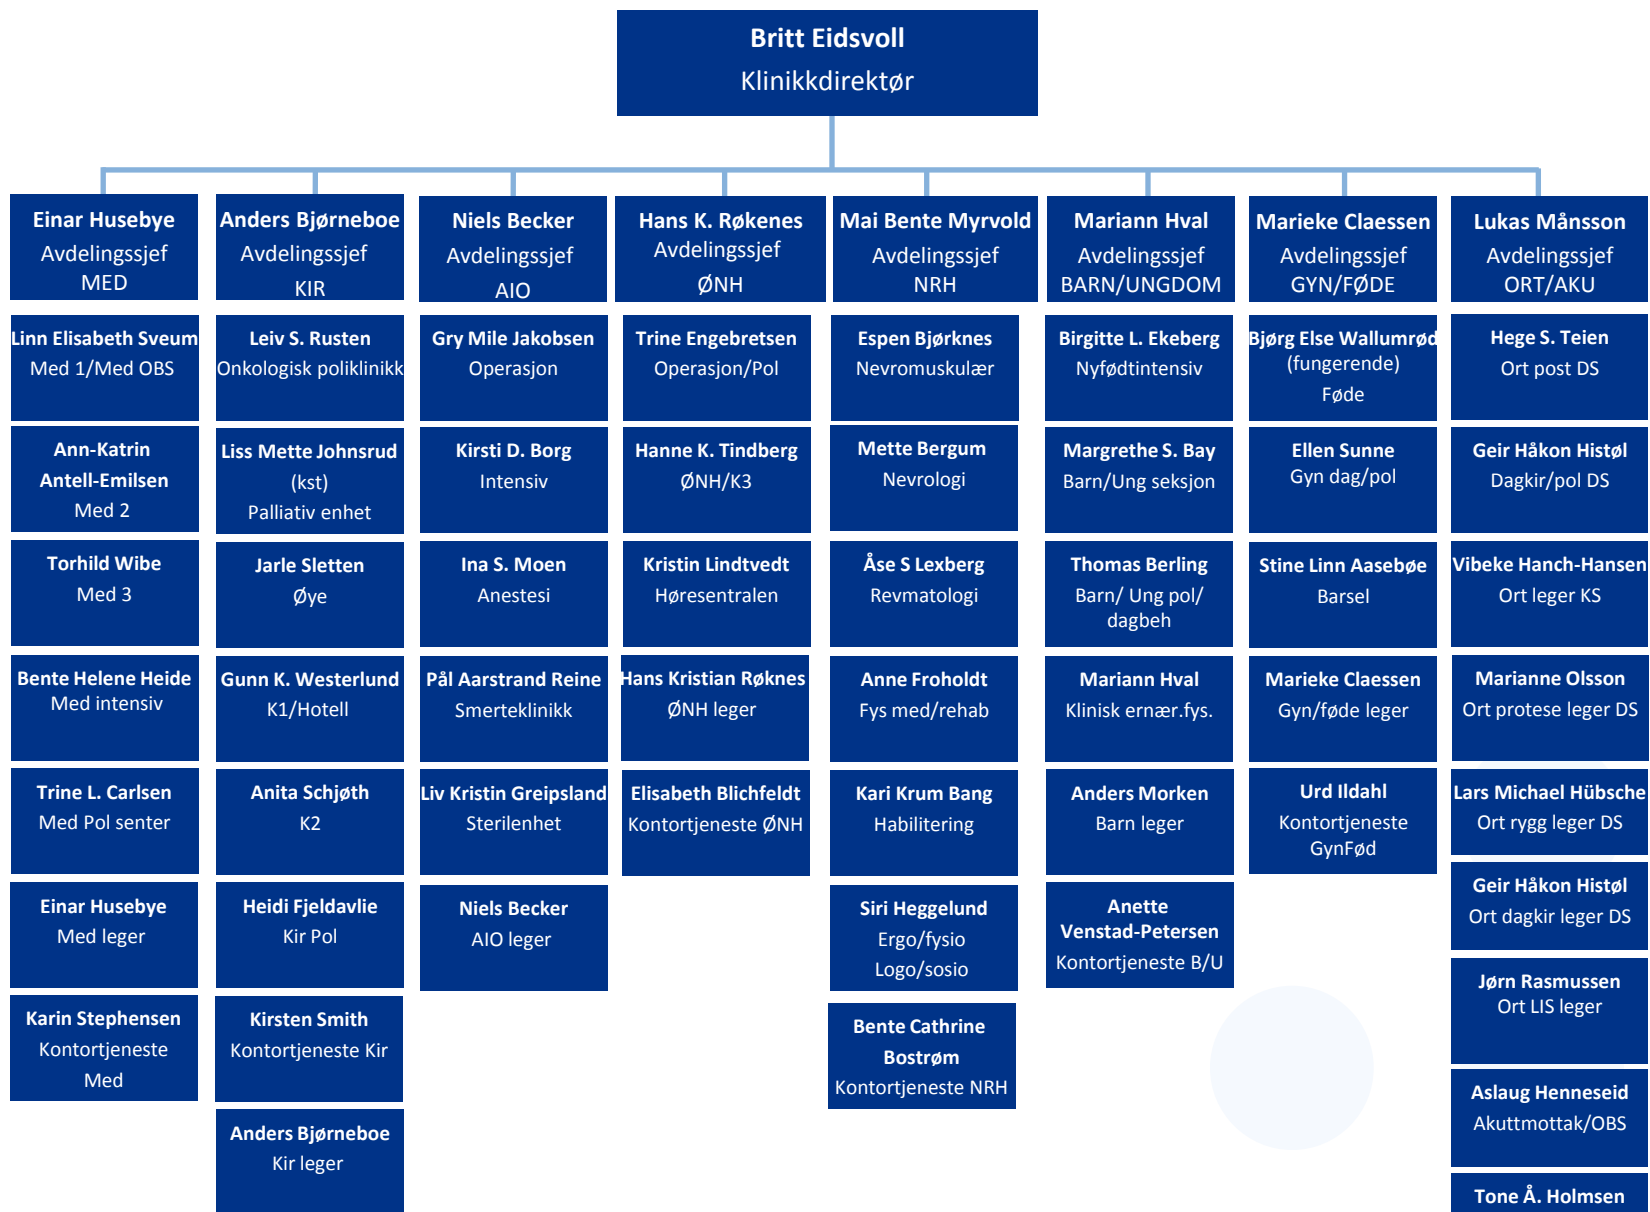 Britt Eidsvoll
Klinikkdirektør
Einar Husebye
Avdelingssjef
MED
Linn Elisabeth Sveum
Med 1/Med OBS
Ann-Katrin
Antell-Emilsen
Med 2
Torhild Wibe
Med 3
Bente Helene Heide
Med intensiv
Trine L. Carlsen
Med Pol senter
Einar Husebye
Med leger
Karin Stephensen
Kontortjeneste
Med
Anders Bjørneboe
Avdelingssjef
KIR
Leiv S. Rusten
Onkologisk poliklinikk
Liss Mette Johnsrud
(kst)
Palliativ enhet
Jarle Sletten
Øye
Gunn K. Westerlund
K1/Hotell
Anita Schjøth
K2
Heidi Fjeldavlie
Kir Pol
Kirsten Smith
Kontortjeneste Kir
Anders Bjørneboe
Kir leger
Niels Becker
Avdelingssjef
AIO
Gry Mile Jakobsen
Operasjon
Kirsti D. Borg
Intensiv
Ina S. Moen
Anestesi
Pål Aarstrand Reine
Smerteklinikk
Liv Kristin Greipsland
Sterilenhet
Niels Becker
AIO leger
Hans K. Røkenes
Avdelingssjef
ØNH
Trine Engebretsen
Operasjon/Pol
Hanne K. Tindberg
ØNH/K3
Kristin Lindtvedt
Høresentralen
Hans Kristian Røknes
ØNH leger
Elisabeth Blichfeldt
Kontortjeneste ØNH
Mai Bente Myrvold
Avdelingssjef
NRH
Espen Bjørknes
Nevromuskulær
Mette Bergum
Nevrologi
Åse S Lexberg
Revmatologi
Anne Froholdt
Fys med/rehab
Kari Krum Bang
Habilitering
Siri Heggelund
Ergo/fysio
Logo/sosio
Bente Cathrine
Bostrøm
Kontortjeneste NRH
Mariann Hval
Avdelingssjef
BARN/UNGDOM
Birgitte L. Ekeberg
Nyfødtintensiv
Margrethe S. Bay
Barn/Ung seksjon
Thomas Berling
Barn/ Ung pol/
dagbeh
Mariann Hval
Klinisk ernær.fys.
Anders Morken
Barn leger
Anette
Venstad-Petersen
Kontortjeneste B/U
Marieke Claessen
Avdelingssjef
GYN/FØDE
Bjørg Else Wallumrød
(fungerende)
Føde
Ellen Sunne
Gyn dag/pol
Stine Linn Aasebøe
Barsel
Marieke Claessen
Gyn/føde leger
Urd Ildahl
Kontortjeneste
GynFød
Lukas Månsson
Avdelingssjef
ORT/AKU
Hege S. Teien
Ort post DS
Geir Håkon Histøl
Dagkir/pol DS
Vibeke Hanch-Hansen
Ort leger KS
Marianne Olsson
Ort protese leger DS
Lars Michael Hübsche
Ort rygg leger DS
Geir Håkon Histøl
Ort dagkir leger DS
Jørn Rasmussen
Ort LIS leger
Aslaug Henneseid
Akuttmottak/OBS
Tone Å. Holmsen